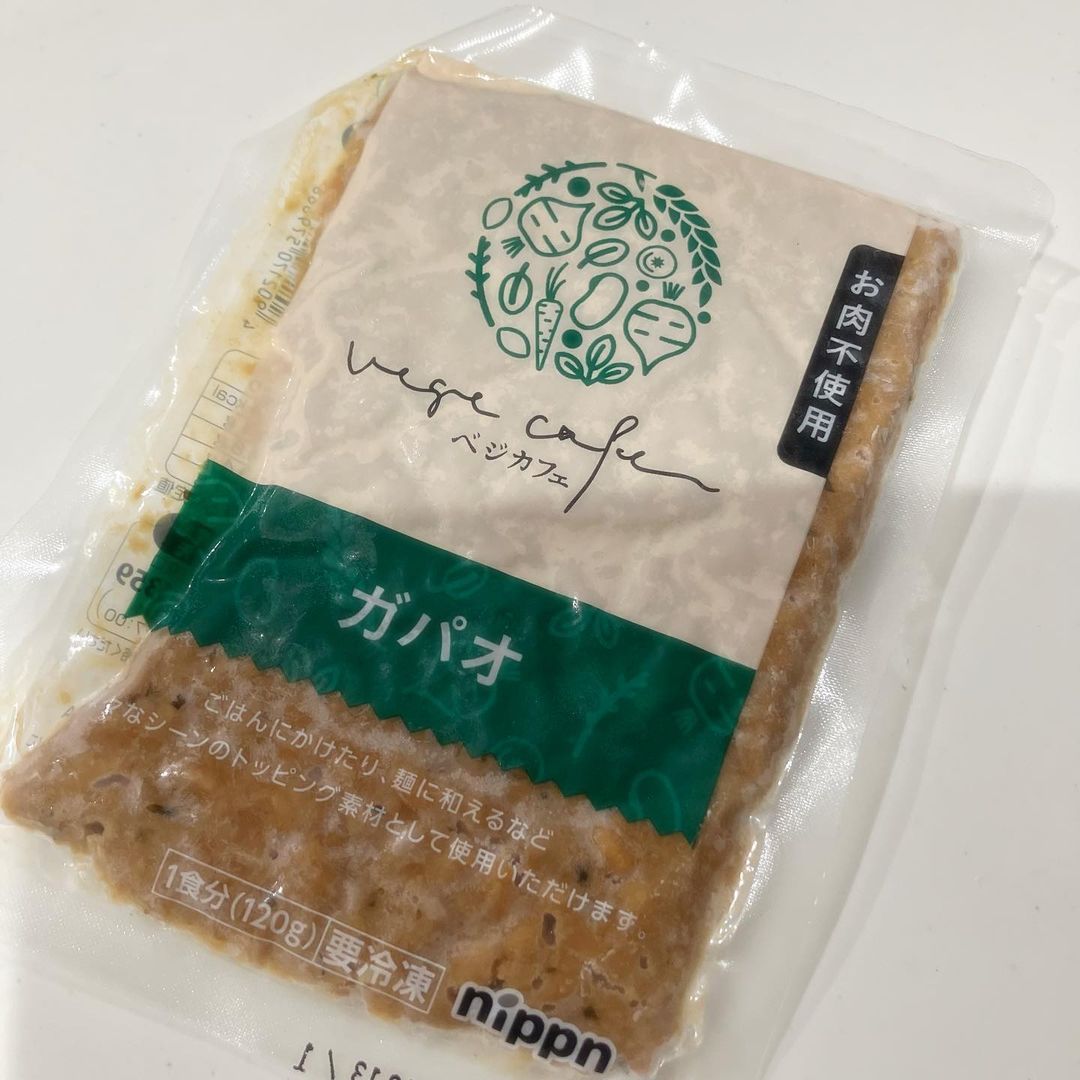 お肉不使用
vege cafe
ベジカフェ
ガパオ
ごはんにかけたり、麺に和えるなど
なシーンのトッピング素材として使用いただけます。
1食分(120g) 要冷凍
nippn